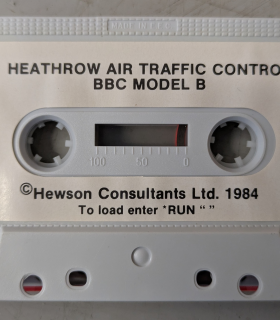 HEATHROW AIR TRAFFIC CONTRO
BBC MODEL B
100 50 0
©Hewson Consultants Ltd. 1984
To load enter *RUN “ ”